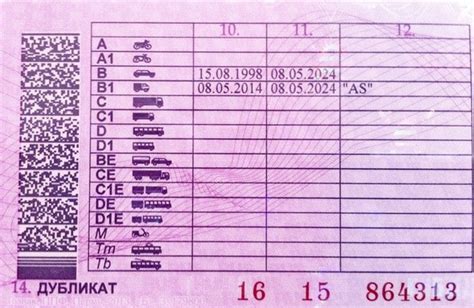 10. 11. 12.
A
A1
B 15.08.1998 08.05.2024
B1 08.05.2014 08.05.2024 "AS"
C
C1
D
D1
BE
CE
C1E
DE
D1E
M
Tm
Tb
14. ДУБЛИКАТ
16 15 864313